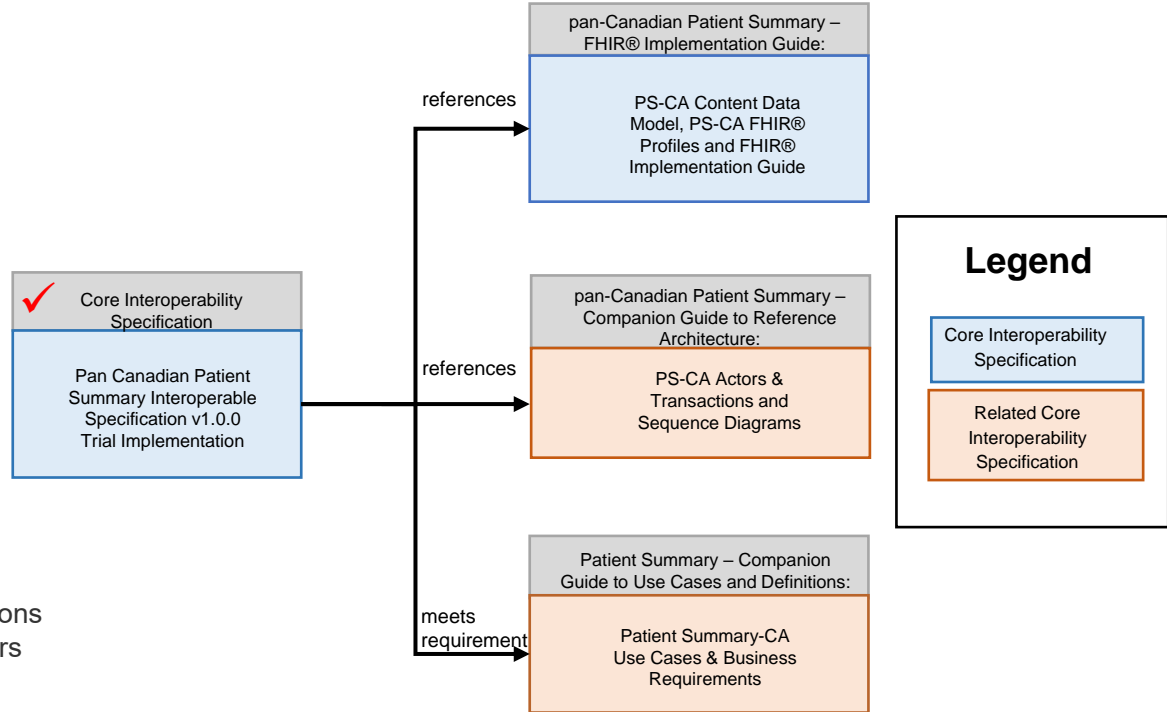 pan-Canadian Patient Summary –
FHIR® Implementation Guide:
PS-CA Content Data
Model, PS-CA FHIR®
Profiles and FHIR®
Implementation Guide
references
Core Interoperability
Specification
Pan Canadian Patient
Summary Interoperable
Specification v1.0.0
Trial Implementation
references
pan-Canadian Patient Summary –
Companion Guide to Reference
Architecture:
PS-CA Actors &
Transactions and
Sequence Diagrams
meets
requirement
Patient Summary – Companion
Guide to Use Cases and Definitions:
Patient Summary-CA
Use Cases & Business
Requirements
Legend
Core Interoperability
Specification
Related Core
Interoperability
Specification
ons
rs